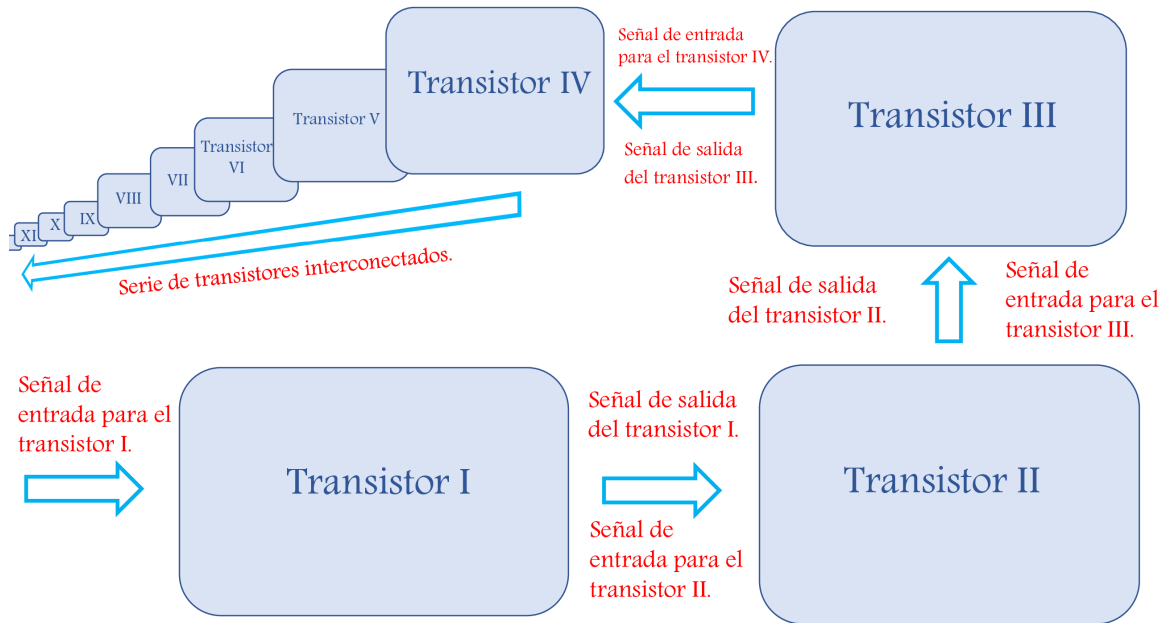 Señal de entrada
para el transistor IV.
Transistor IV
Transistor III
Transistor V
Transistor
VI
Señal de salida
del transistor III.
VII
VIII
IX
X
XI
Serie de transistores interconectados.
Señal de salida
del transistor II.
Señal de
entrada para el
transistor III.
Señal de
entrada para el
transistor I.
Transistor I
Señal de salida
del transistor I.
Señal de
entrada para el
transistor II.
Transistor II